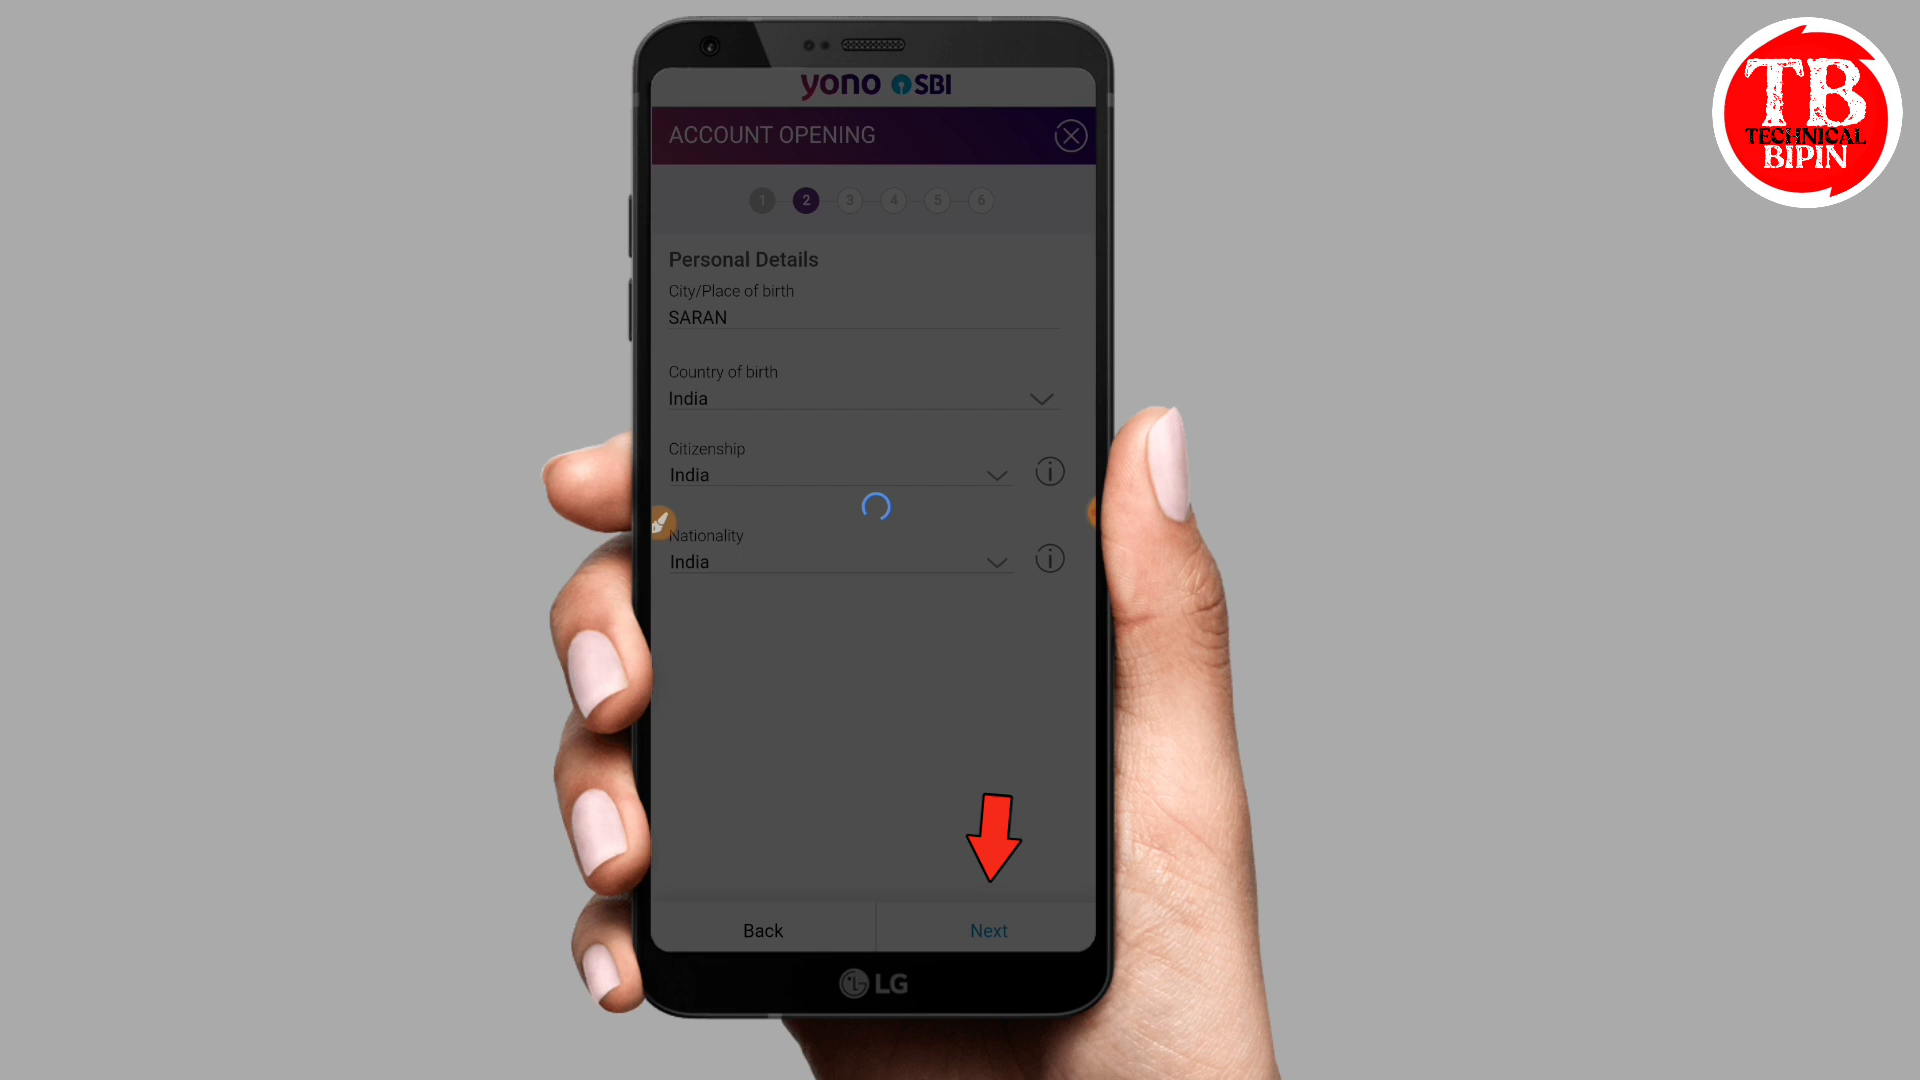 yono SBI
ACCOUNT OPENING
1 2 3 4 5 6
Personal Details
City/Place of birth
SARAN
Country of birth
India
Citizenship
India
Nationality
India
Back Next
LG
TB
TECHNICAL
BIPIN